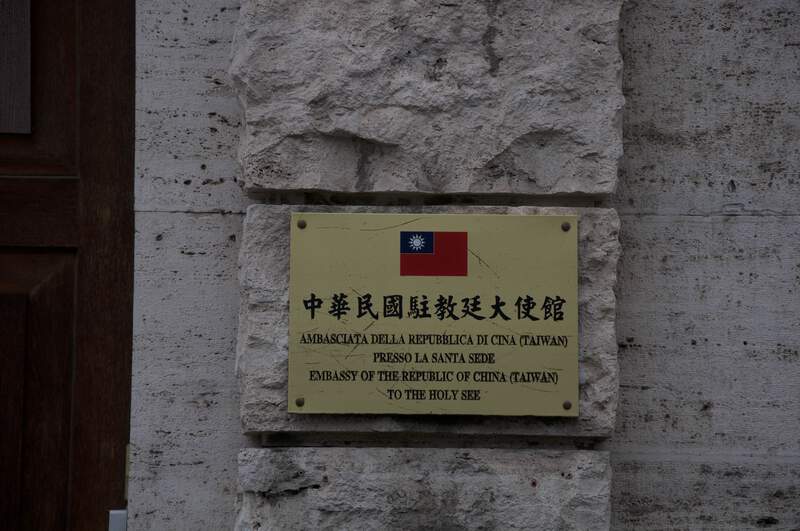 中華民國駐教廷大使館
AMBASCIATA DELLA REPUBBLICA DI CINA (TAIWAN)
PRESSO LA SANTA SEDE
EMBASSY OF THE REPUBLIC OF CHINA (TAIWAN)
TO THE HOLY SEE